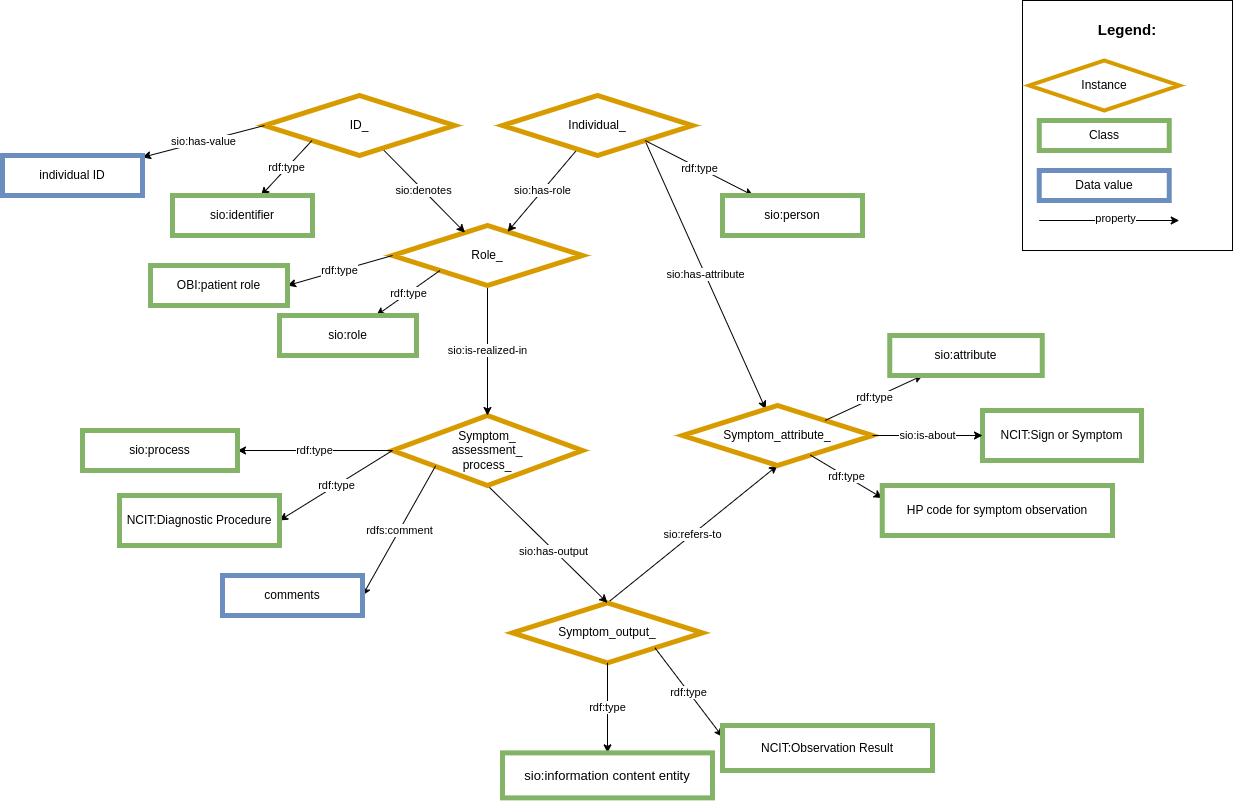 Legend:
Instance
Class
Data value
property
ID_
Individual_
sio:has-value
rdf:type
rdf:type
individual ID
sio:denotes
sio:has-role
sio:identifier
sio:person
Role_
sio:has-attribute
rdf:type
OBI:patient role
rdf:type
sio:role
sio:is-realized-in
sio:attribute
rdf:type
Symptom_
assessment_
process_
Symptom_attribute_
sio:is-about
NCIT:Sign or Symptom
sio:process
rdf:type
rdf:type
rdf:type
NCIT:Diagnostic Procedure
HP code for symptom observation
rdfs:comment
sio:refers-to
sio:has-output
comments
Symptom_output_
rdf:type
rdf:type
NCIT:Observation Result
sio:information content entity